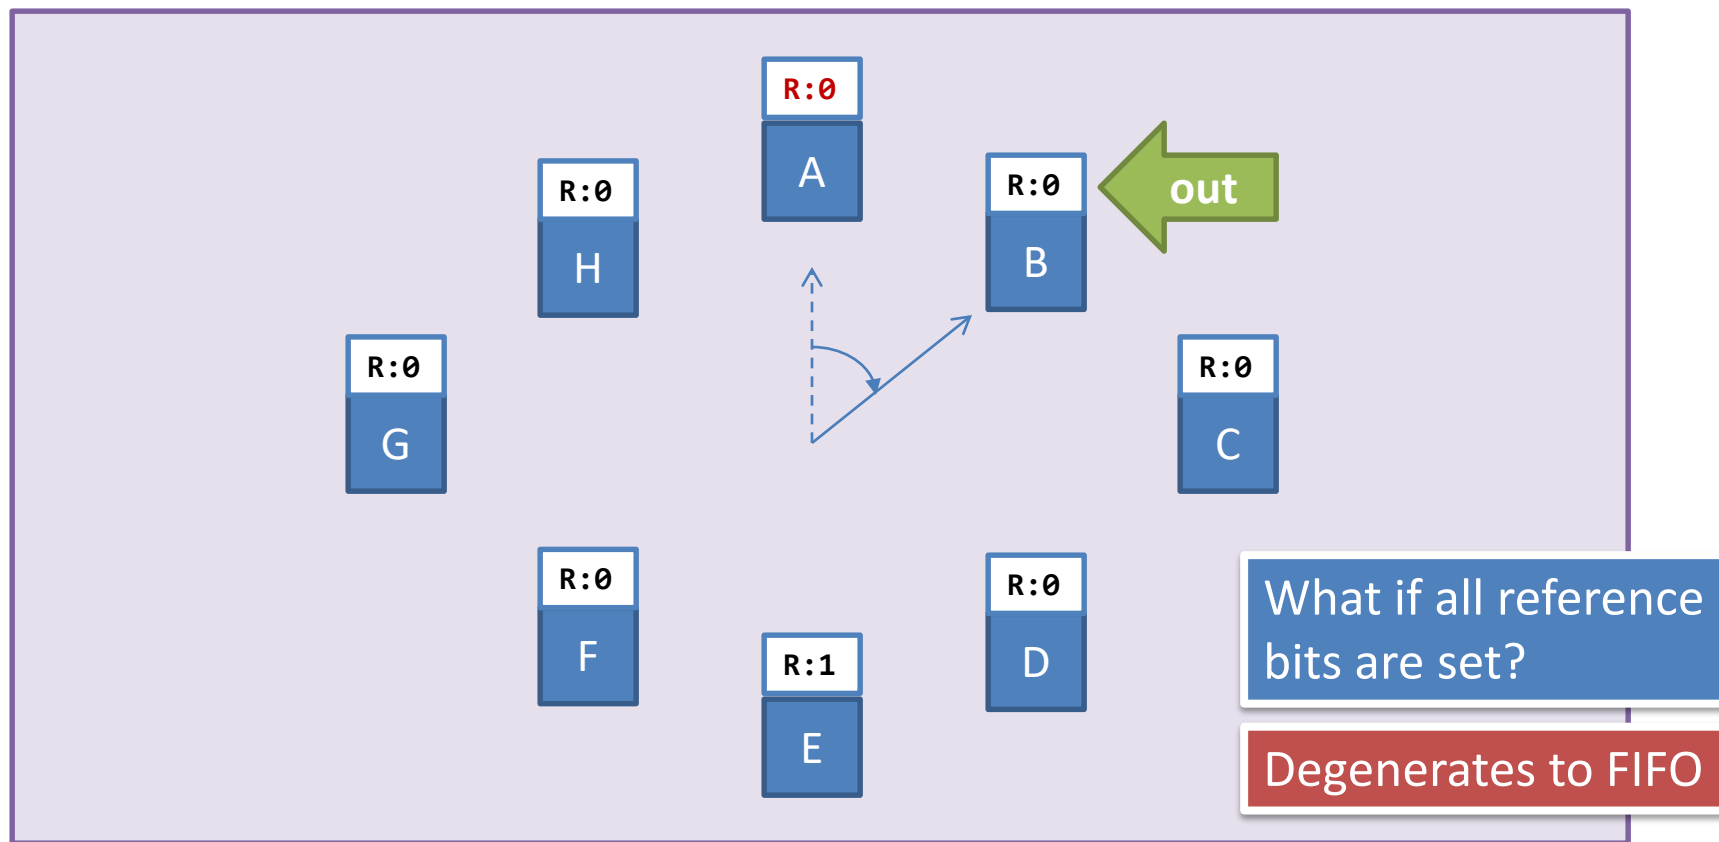 R:0
A
R:0
H
R:0
B
out
R:0
G
R:0
C
R:0
F
R:1
E
R:0
D
What if all reference
bits are set?
Degenerates to FIFO